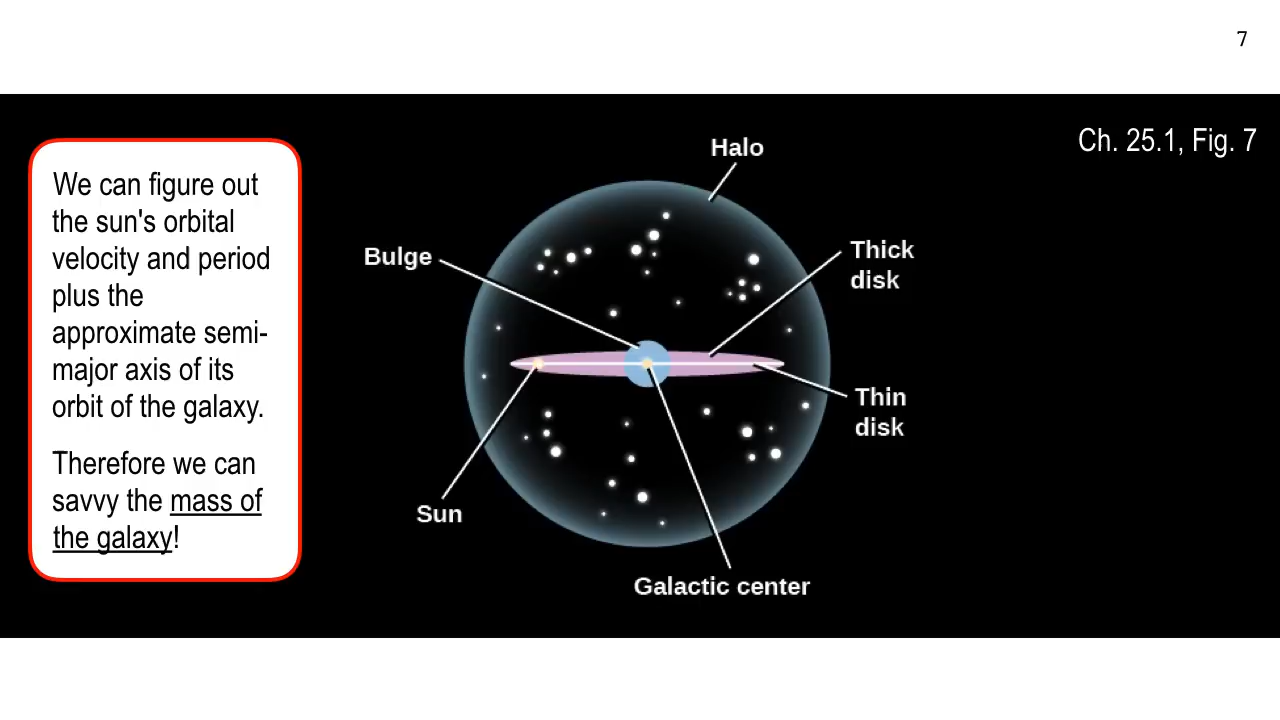 7
Ch. 25.1, Fig. 7
We can figure out
the sun's orbital
velocity and period
plus the
approximate semi-
major axis of its
orbit of the galaxy.
Therefore we can
savvy the mass of
the galaxy!
Halo
Bulge
Thick
disk
Thin
disk
Sun
Galactic center